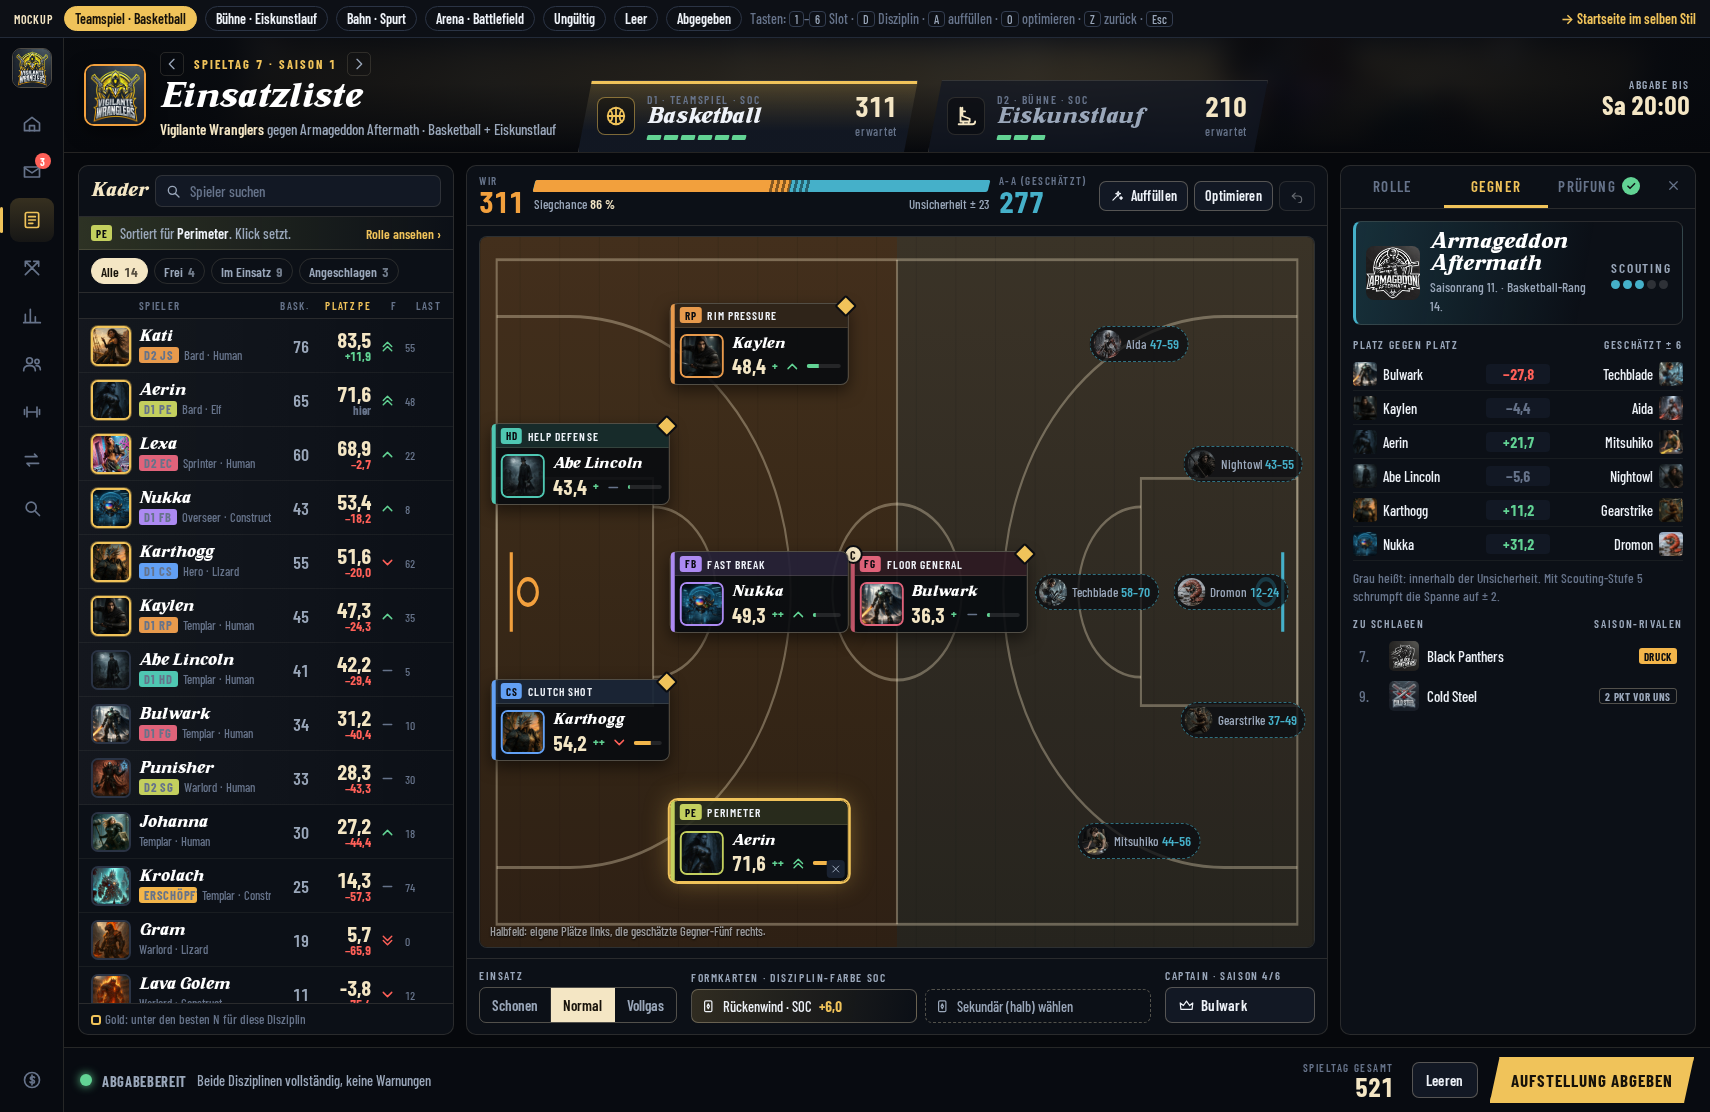 MOCKUP Teamspiel · Basketball Bühne · Eiskunstlauf Bahn · Spurt Arena · Battlefield Ungültig Leer Abgegeben Tasten: 1 – 6 Slot · D Disziplin · A auffüllen · O optimieren · Z zurück · Esc → Startseite im selben Stil
3
SPIELTAG 7 · SAISON 1
Einsatzliste
Vigilante Wranglers gegen Armageddon Aftermath · Basketball + Eiskunstlauf
D1 · TEAMSPIEL · SOC
Basketball
311
erwartet
D2 · BÜHNE · SOC
Eiskunstlauf
210
erwartet
ABGABE BIS
Sa 20:00
Kader
Spieler suchen
PE Sortiert für Perimeter. Klick setzt. Rolle ansehen ›
Alle 14 Frei 4 Im Einsatz 9 Angeschlagen 3
SPIELER BASK. PLATZ PE F LAST
Kati
D2 JS Bard · Human
76 83,5 +11,9 55
Aerin
D1 PE Bard · Elf
65 71,6 hier 48
Lexa
D2 EC Sprinter · Human
60 68,9 –2,7 22
Nukka
D1 FB Overseer · Construct
43 53,4 –18,2 8
Karthogg
D1 CS Hero · Lizard
55 51,6 –20,0 62
Kaylen
D1 RP Templar · Human
45 47,3 –24,3 35
Abe Lincoln
D1 HD Templar · Human
41 42,2 –29,4 5
Bulwark
D1 FG Templar · Human
34 31,2 –40,4 10
Punisher
D2 SG Warlord · Human
33 28,3 –43,3 30
Johanna
Templar · Human
30 27,2 –44,4 18
Krolach
ERSCHÖPF Templar · Constr
25 14,3 –57,3 74
Gram
Warlord · Lizard
19 5,7 –65,9 0
Lava Golem
11 -3,8 12
Gold: unter den besten N für diese Disziplin
WIR
311
Siegchance 86 %
Unsicherheit ± 23
A-A (GESCHÄTZT)
277
Auffüllen Optimieren
RP RIM PRESSURE
Kaylen
48,4 +
HD HELP DEFENSE
Abe Lincoln
43,4 +
FB FAST BREAK
Nukka
49,3 ++
C
FG FLOOR GENERAL
Bulwark
36,3 +
CS CLUTCH SHOT
Karthogg
54,2 ++
PE PERIMETER
Aerin
71,6 ++
Aida 47–59
Nightowl 43–55
Techblade 58–70
Dromon 12–24
Gearstrike 37–49
Mitsuhiko 44–56
Halbfeld: eigene Plätze links, die geschätzte Gegner-Fünf rechts.
EINSATZ
Schonen Normal Vollgas
FORMKARTEN · DISZIPLIN-FARBE SOC
Rückenwind · SOC +6,0
Sekundär (halb) wählen
CAPTAIN · SAISON 4/6
Bulwark
ROLLE GEGNER PRÜFUNG
Armageddon
Aftermath
Saisonrang 11. · Basketball-Rang
14.
SCOUTING
PLATZ GEGEN PLATZ GESCHÄTZT ± 6
Bulwark –27,8 Techblade
Kaylen –4,4 Aida
Aerin +21,7 Mitsuhiko
Abe Lincoln –5,6 Nightowl
Karthogg +11,2 Gearstrike
Nukka +31,2 Dromon
Grau heißt: innerhalb der Unsicherheit. Mit Scouting-Stufe 5
schrumpft die Spanne auf ± 2.
ZU SCHLAGEN SAISON-RIVALEN
7. Black Panthers DRUCK
9. Cold Steel 2 PKT VOR UNS
ABGABEBEREIT Beide Disziplinen vollständig, keine Warnungen
SPIELTAG GESAMT
521
Leeren
AUFSTELLUNG ABGEBEN